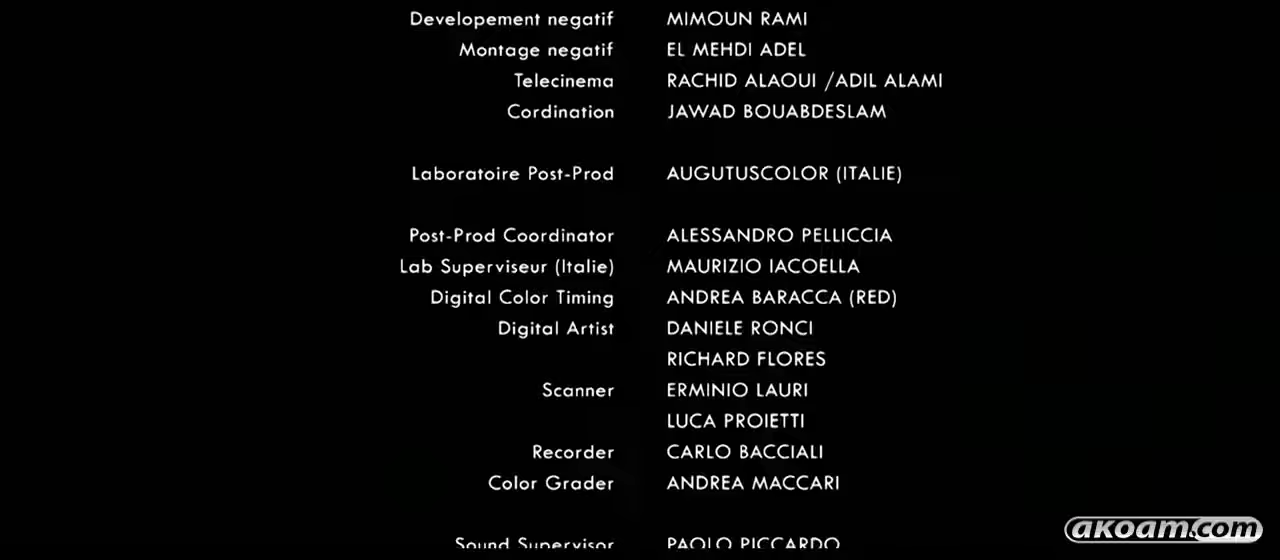 Developement negatif MIMOUN RAMI
Montage negatif EL MEHDI ADEL
Telecinema RACHID ALAOUI /ADIL ALAMI
Cordination JAWAD BOUABDESLAM
Laboratoire Post-Prod AUGUTUSCOLOR (ITALIE)
Post-Prod Coordinator ALESSANDRO PELLICCIA
Lab Superviseur (Italie) MAURIZIO IACOELLA
Digital Color Timing ANDREA BARACCA (RED)
Digital Artist DANIELE RONCI
RICHARD FLORES
Scanner ERMINIO LAURI
LUCA PROIETTI
Recorder CARLO BACCIALI
Color Grader ANDREA MACCARI
Sound Supervisor PAOLO PICCARDO
akoam.com